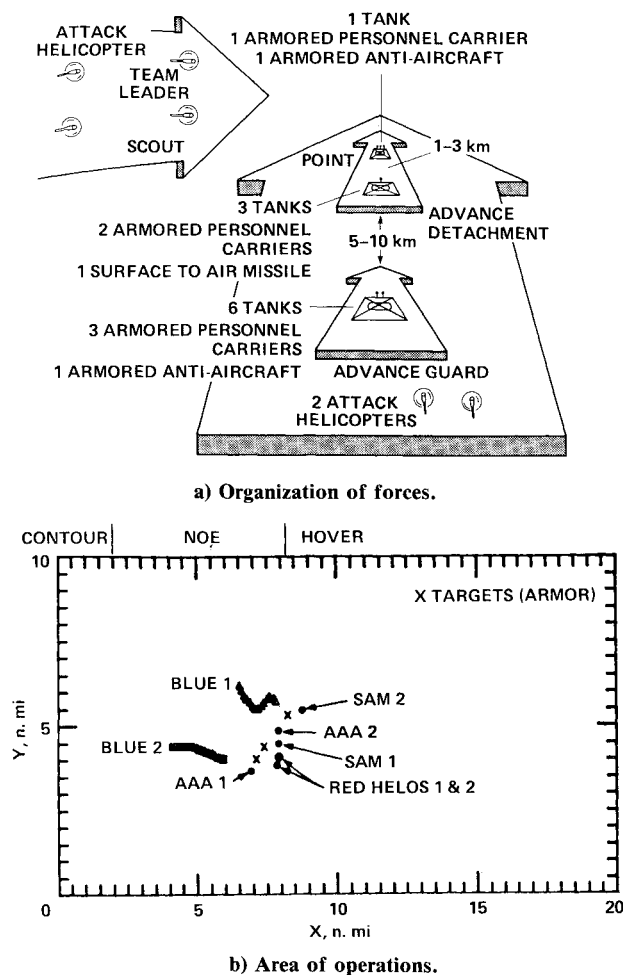 ATTACK
HELICOPTER
TEAM
LEADER
SCOUT
1 TANK
1 ARMORED PERSONNEL CARRIER
1 ARMORED ANTI-AIRCRAFT
POINT
1–3 km
3 TANKS
2 ARMORED PERSONNEL
CARRIERS
1 SURFACE TO AIR MISSILE
ADVANCE
DETACHMENT
5–10 km
6 TANKS
3 ARMORED PERSONNEL
CARRIERS
1 ARMORED ANTI-AIRCRAFT
ADVANCE GUARD
2 ATTACK
HELICOPTERS
a) Organization of forces.
CONTOUR
NOE
HOVER
10
X TARGETS (ARMOR)
BLUE 1
SAM 2
AAA 2
BLUE 2
SAM 1
AAA 1
RED HELOS 1 & 2
Y, n. mi
5
0
5
10
15
20
X, n. mi
b) Area of operations.